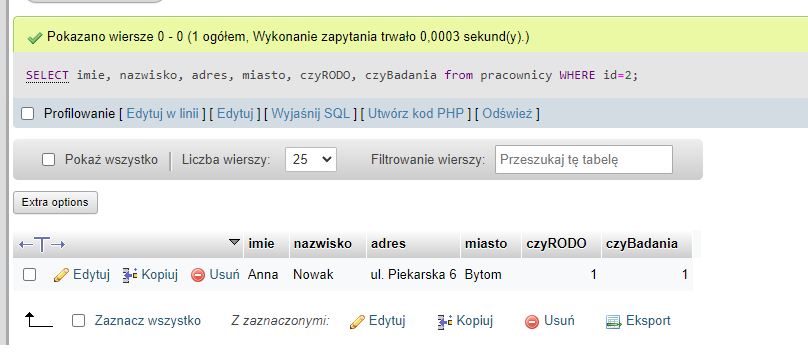 Pokazano wiersze 0 - 0 (1 ogółem, Wykonanie zapytania trwało 0,0003 sekund(y).)
SELECT imie, nazwisko, adres, miasto, czyRODO, czyBadania from pracownicy WHERE id=2;
Profilowanie [ Edytuj w linii ] [ Edytuj ] [ Wyjaśnij SQL ] [ Utwórz kod PHP ] [ Odśwież ]
Pokaż wszystko Liczba wierszy: 25 Filtrowanie wierszy: Przeszukaj tę tabelę
Extra options
imie nazwisko adres miasto czyRODO czyBadania
Edytuj Kopiuj Usuń Anna Nowak ul. Piekarska 6 Bytom 1 1
Zaznacz wszystko Z zaznaczonymi: Edytuj Kopiuj Usuń Eksport